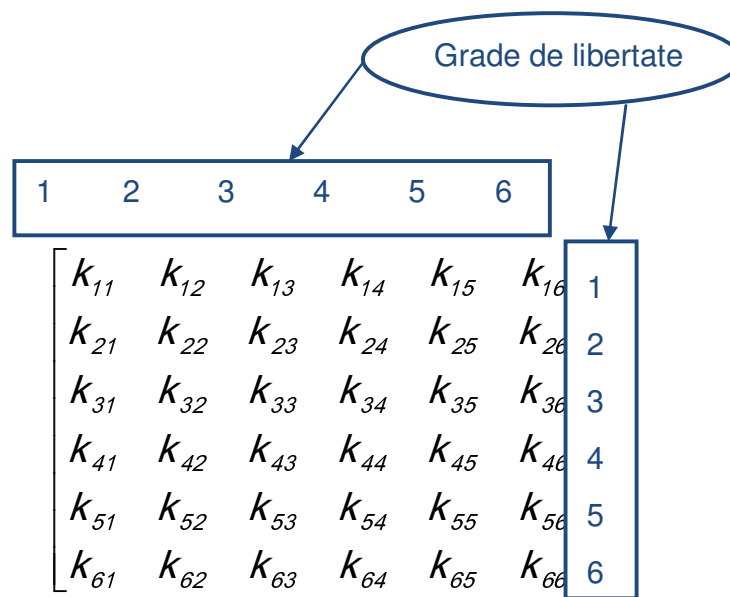 Grade de libertate
1 2 3 4 5 6
k11 k12 k13 k14 k15 k16 1
k21 k22 k23 k24 k25 k26 2
k31 k32 k33 k34 k35 k36 3
k41 k42 k43 k44 k45 k46 4
k51 k52 k53 k54 k55 k56 5
k61 k62 k63 k64 k65 k66 6